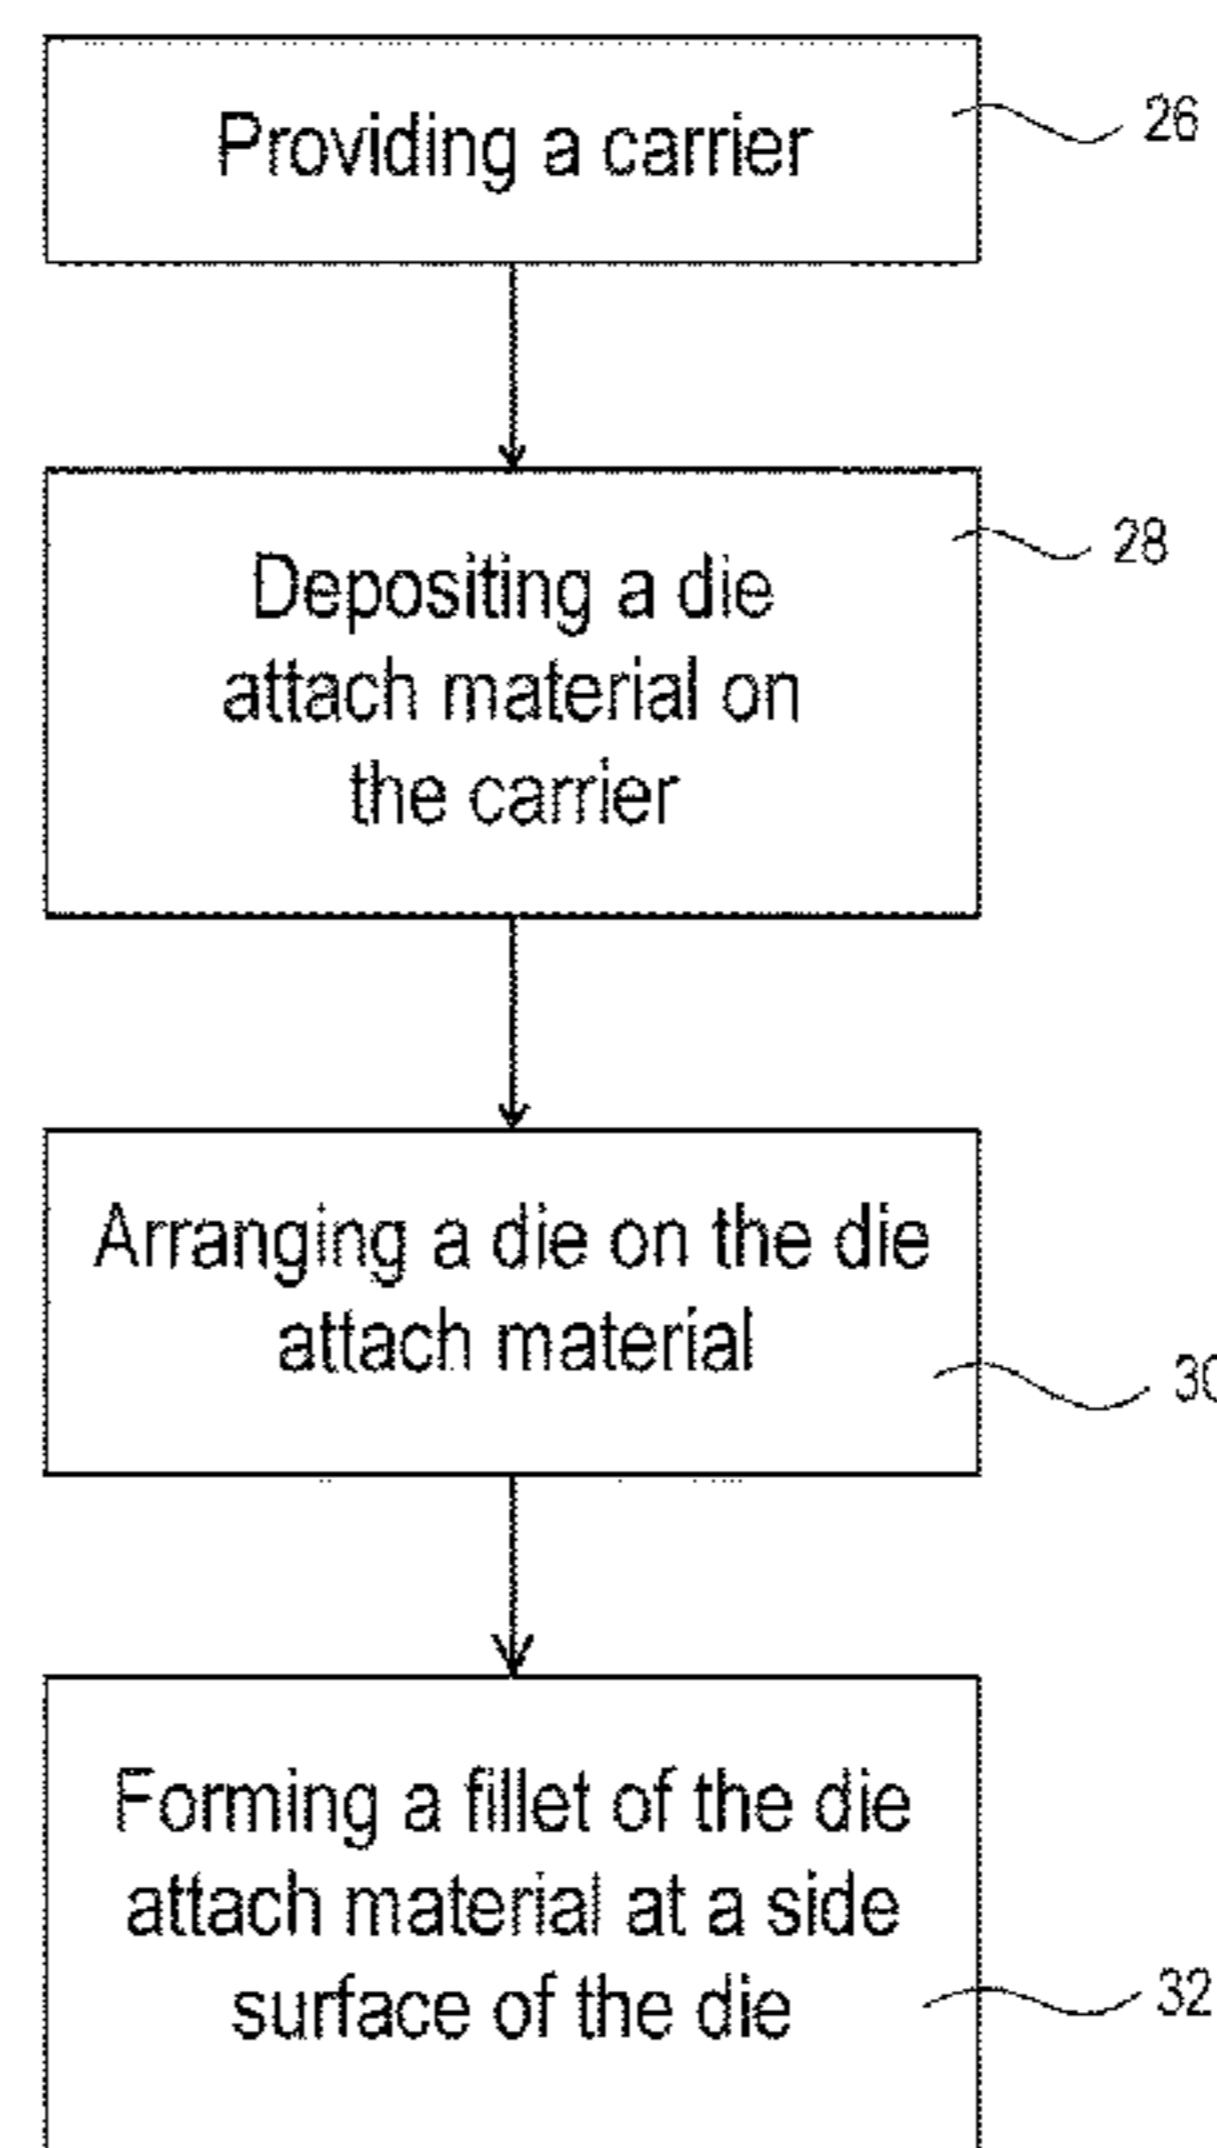 Providing a carrier
26
Depositing a die
attach material on
the carrier
28
Arranging a die on the die
attach material
30
Forming a fillet of the die
attach material at a side
surface of the die
32